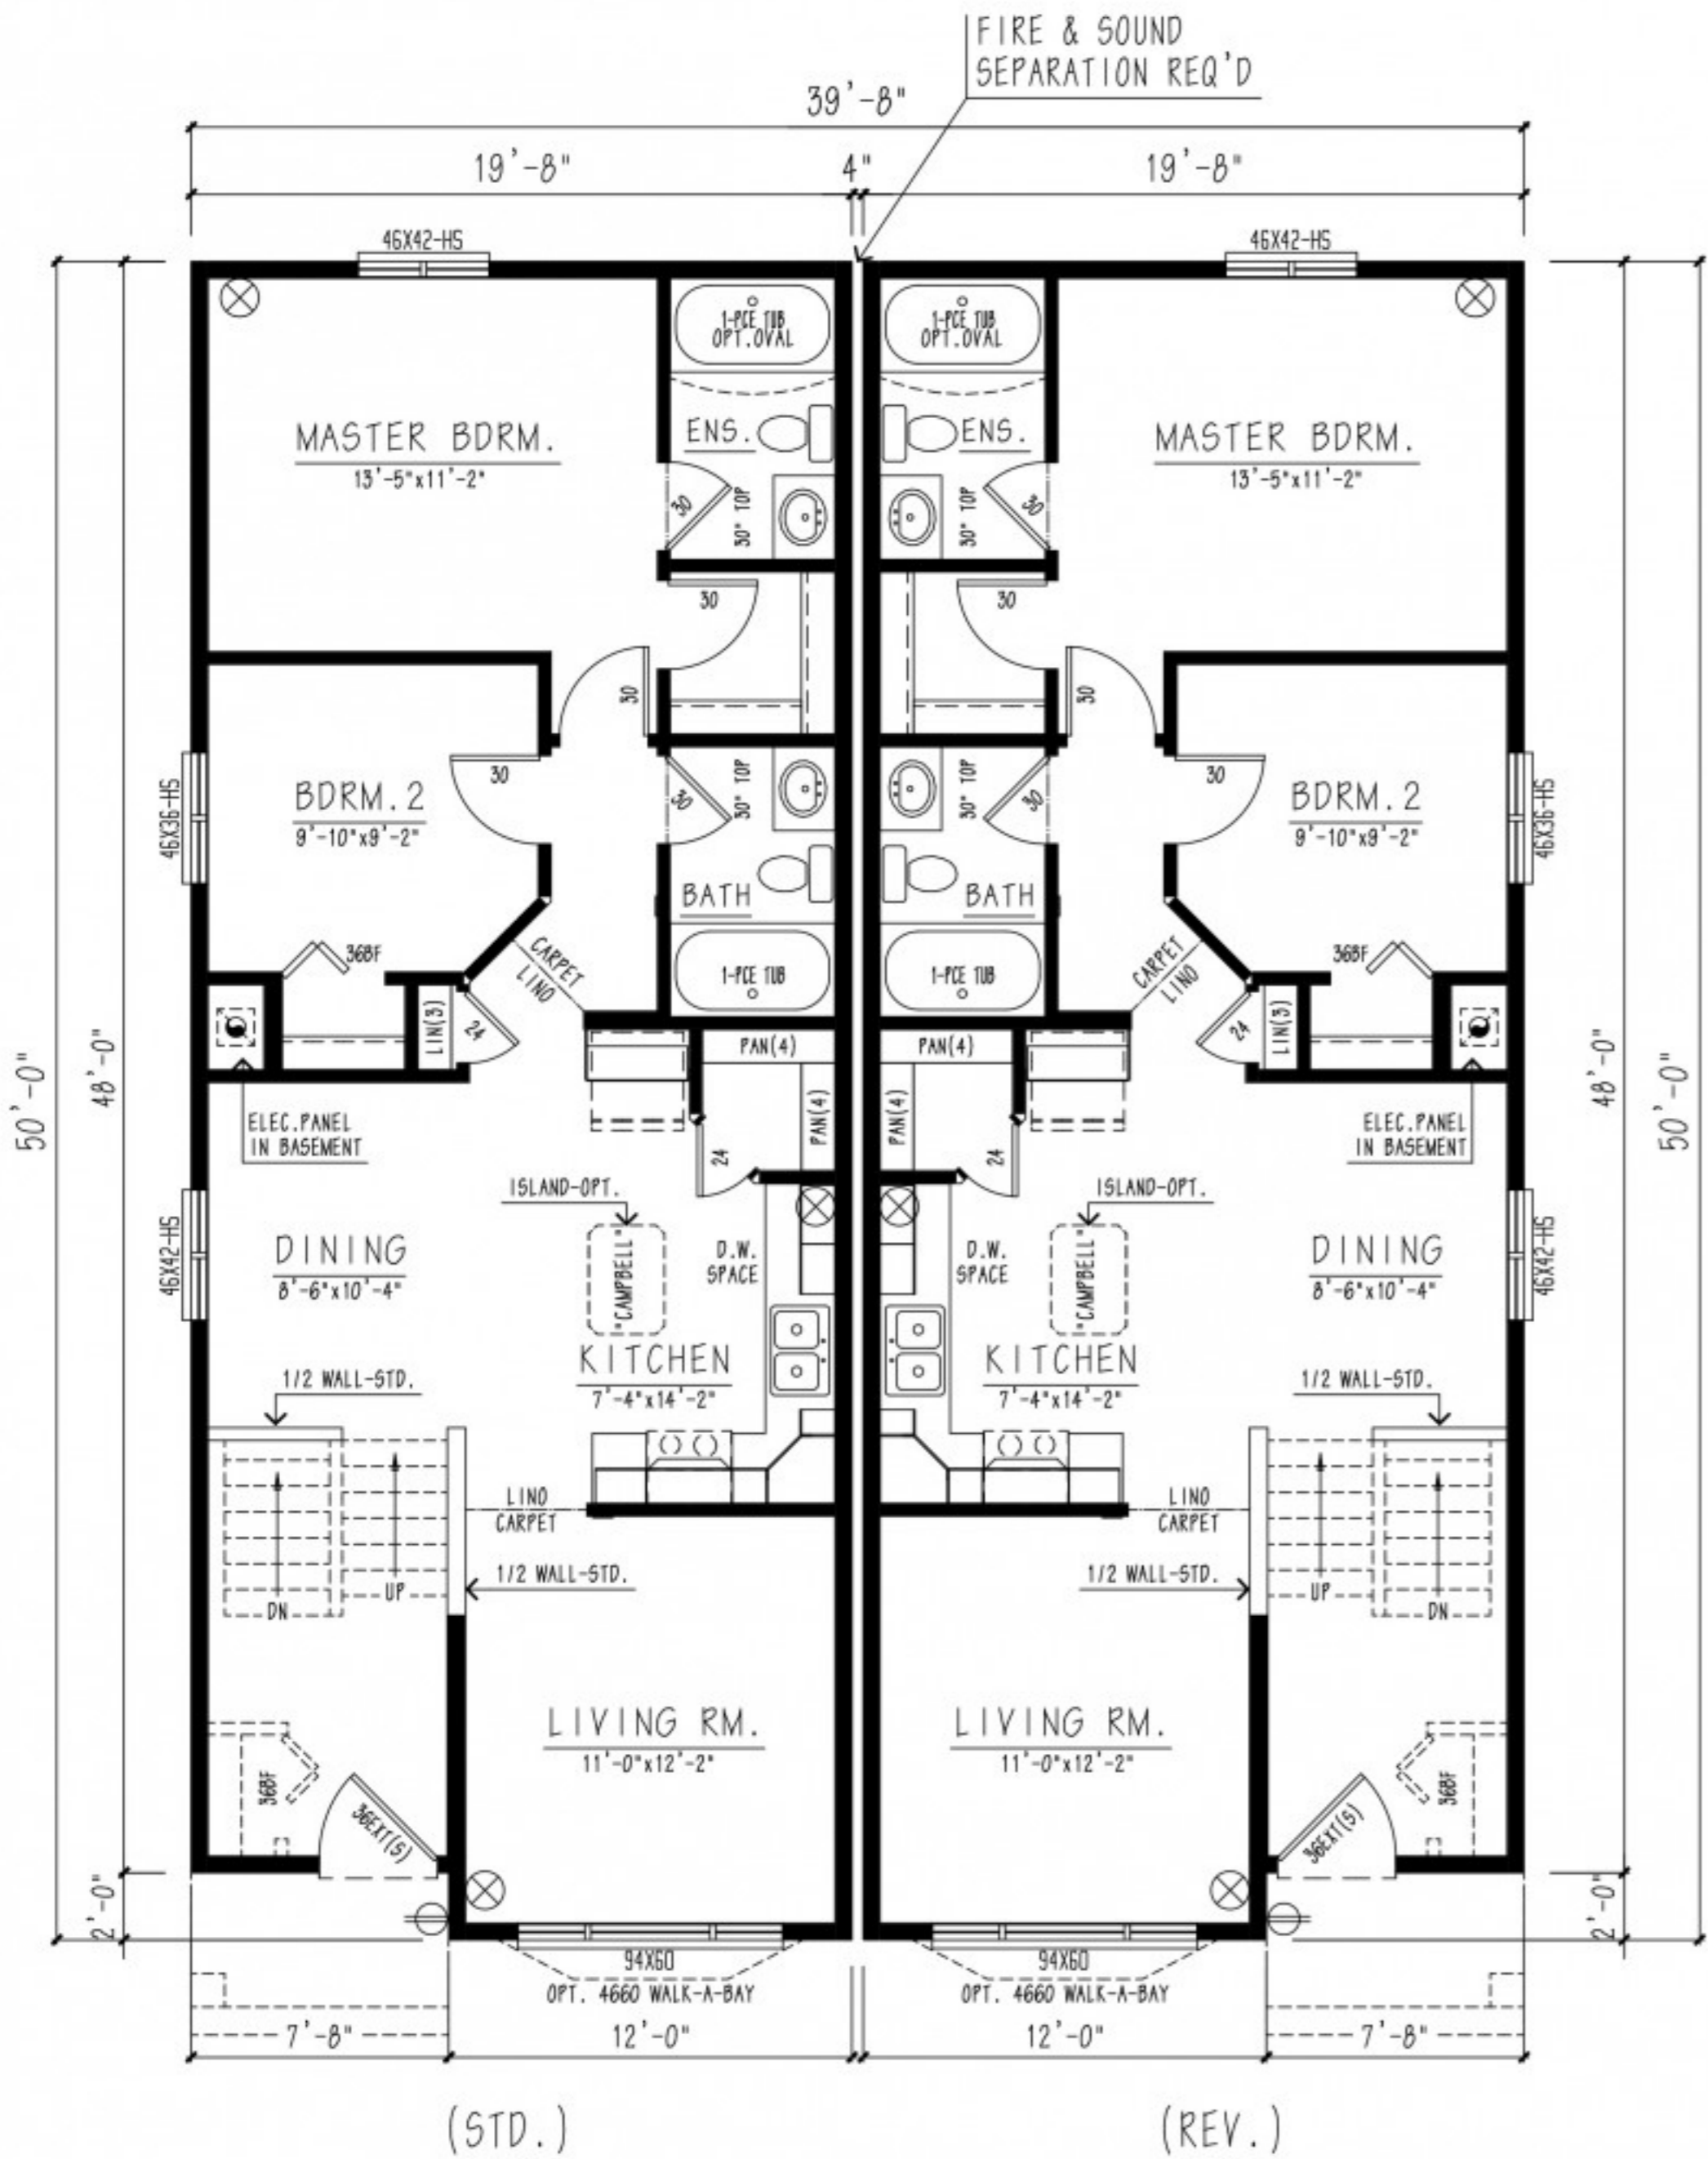 FIRE & SOUND
SEPARATION REQ'D
39'-8"
19'-8"
4"
19'-8"
46X42-HS
46X42-HS
1-PCE TUB
OPT.OVAL
1-PCE TUB
OPT.OVAL
MASTER BDRM.
13'-5"x11'-2"
ENS.
ENS.
MASTER BDRM.
13'-5"x11'-2"
30
30" TOP
30" TOP
30
30
30
30
30
46X36-HS
BDRM.2
9'-10"x9'-2"
30
30
30" TOP
30" TOP
30
30
BDRM.2
9'-10"x9'-2"
46X36-HS
BATH
BATH
36BF
CARPET
LINO
1-PCE TUB
1-PCE TUB
CARPET
LINO
36BF
LIN(3)
24
PAN(4)
PAN(4)
24
LIN(3)
50'-0"
48'-0"
48'-0"
50'-0"
ELEC.PANEL
IN BASEMENT
PAN(4)
PAN(4)
ELEC.PANEL
IN BASEMENT
24
24
ISLAND-OPT.
ISLAND-OPT.
46X42-HS
DINING
8'-6"x10'-4"
"CAMPBELL"
D.W.
SPACE
D.W.
SPACE
"CAMPBELL"
DINING
8'-6"x10'-4"
46X42-HS
KITCHEN
7'-4"x14'-2"
KITCHEN
7'-4"x14'-2"
1/2 WALL-STD.
1/2 WALL-STD.
LINO
CARPET
LINO
CARPET
1/2 WALL-STD.
1/2 WALL-STD.
DN
UP
UP
DN
LIVING RM.
11'-0"x12'-2"
LIVING RM.
11'-0"x12'-2"
36BF
36EXT(S)
36EXT(S)
36BF
2'-0"
2'-0"
94X60
OPT. 4660 WALK-A-BAY
94X60
OPT. 4660 WALK-A-BAY
7'-8"
12'-0"
12'-0"
7'-8"
(STD.)
(REV.)